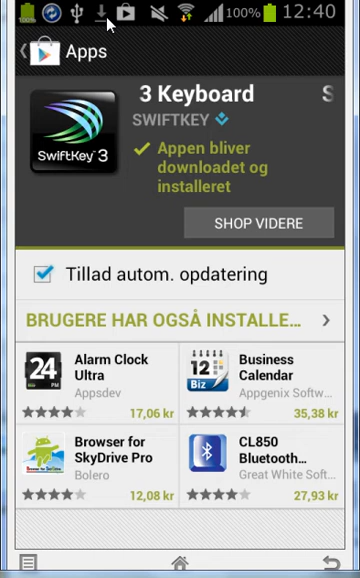 100%
100%
12:40
Apps
3 Keyboard S
SwiftKey 3
SWIFTKEY
Appen bliver
downloadet og
installeret
SHOP VIDERE
Tillad autom. opdatering
BRUGERE HAR OGSÅ INSTALLE...
24
PM
Alarm Clock
Ultra
Appsdev
17,06 kr
12
Biz
Business
Calendar
Appgenix Softw...
35,38 kr
Browser for
SkyDrive Pro
Bolero
12,08 kr
CL850
Bluetooth...
Great White Soft...
27,93 kr